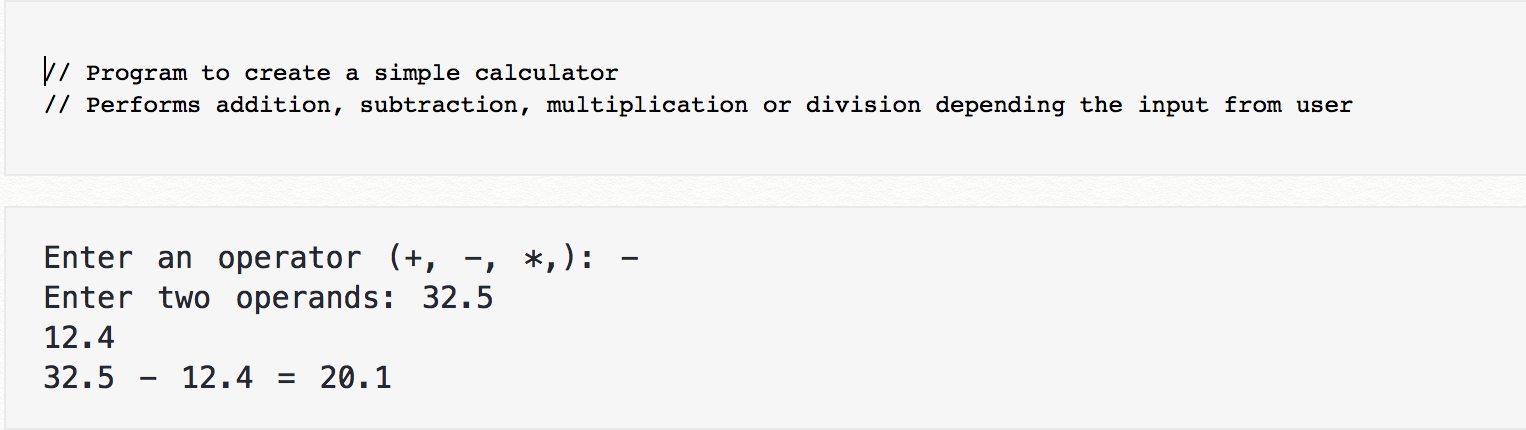 // Program to create a simple calculator
// Performs addition, subtraction, multiplication or division depending the input from user
Enter an operator (+, -, *,): -
Enter two operands: 32.5
12.4
32.5 - 12.4 = 20.1